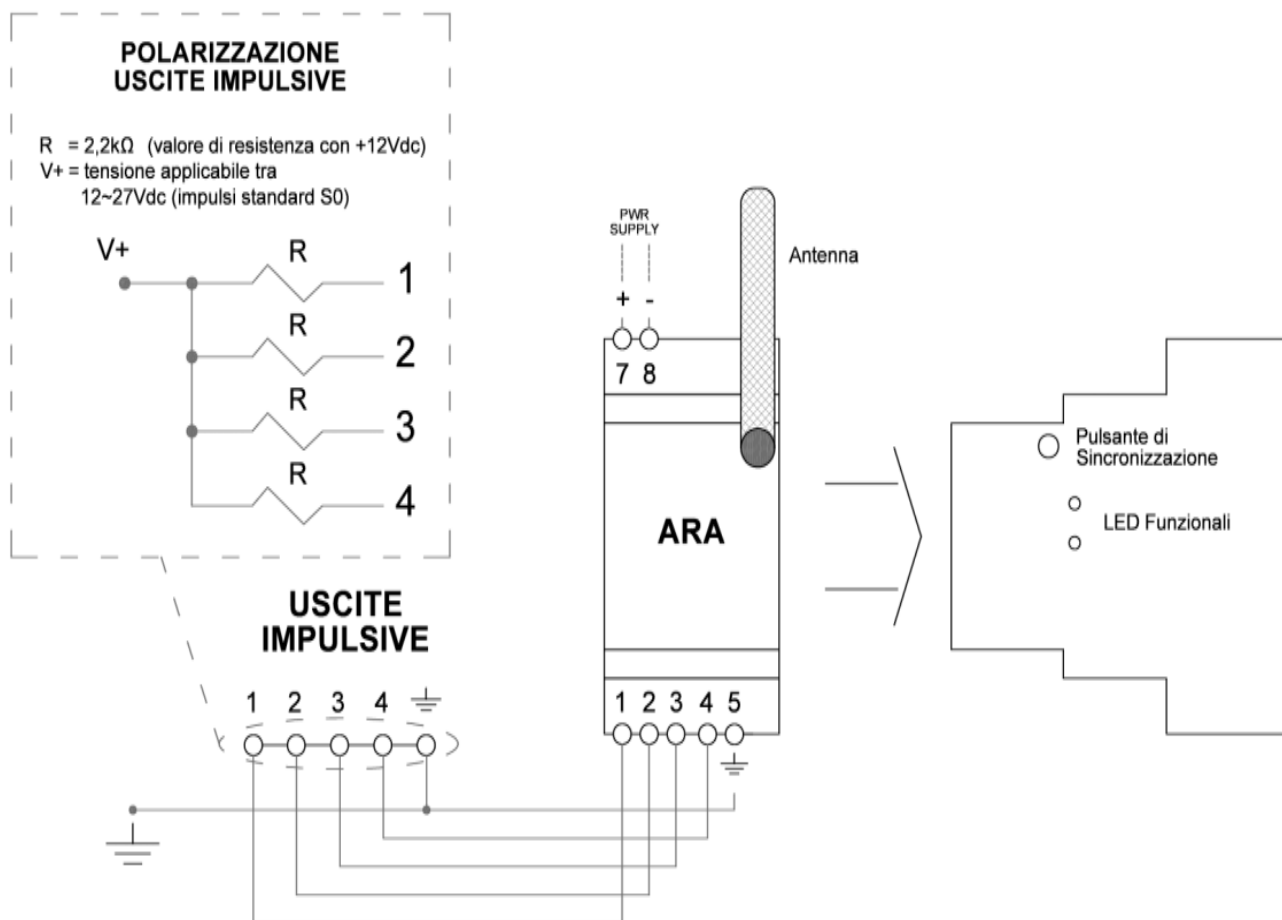 POLARIZZAZIONE
USCITE IMPULSIVE
R = 2,2kΩ (valore di resistenza con +12Vdc)
V+ = tensione applicabile tra
12~27Vdc (impulsi standard S0)
V+
R
1
R
2
R
3
R
4
PWR
SUPPLY
+ -
7 8
Antenna
ARA
Pulsante di
Sincronizzazione
LED Funzionali
USCITE
IMPULSIVE
1 2 3 4
1 2 3 4 5